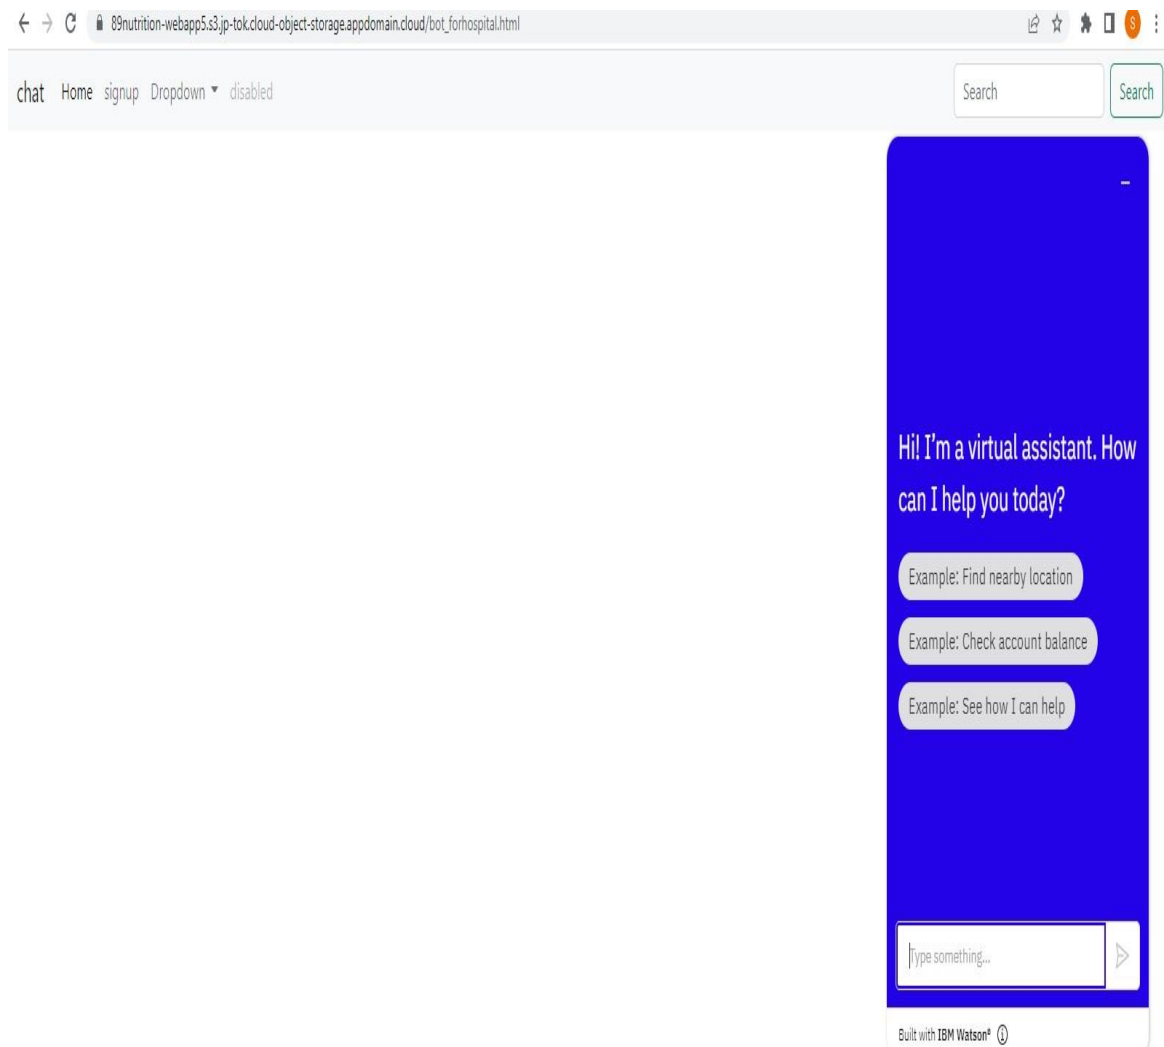 89nutrition-webapp5.s3.jp-tok.cloud-object-storage.appdomain.cloud/bot_forhospital.html
S
chat Home signup Dropdown disabled Search Search
Hi! I'm a virtual assistant. How
can I help you today?
Example: Find nearby location
Example: Check account balance
Example: See how I can help
Type something...
Built with IBM Watson®